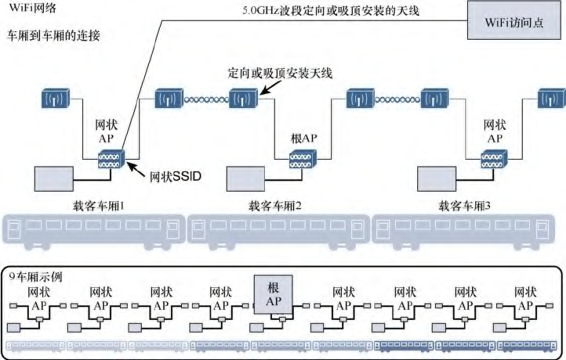 WiFi网络
5.0GHz波段定向或吸顶安装的天线
WiFi访问点
车厢到车厢的连接
定向或吸顶安装天线
网状
AP
根AP
网状
AP
网状SSID
载客车厢1
载客车厢2
载客车厢3
9车厢示例
网状
AP
网状
AP
网状
AP
网状
AP
根
AP
网状
AP
网状
AP
网状
AP
网状
AP